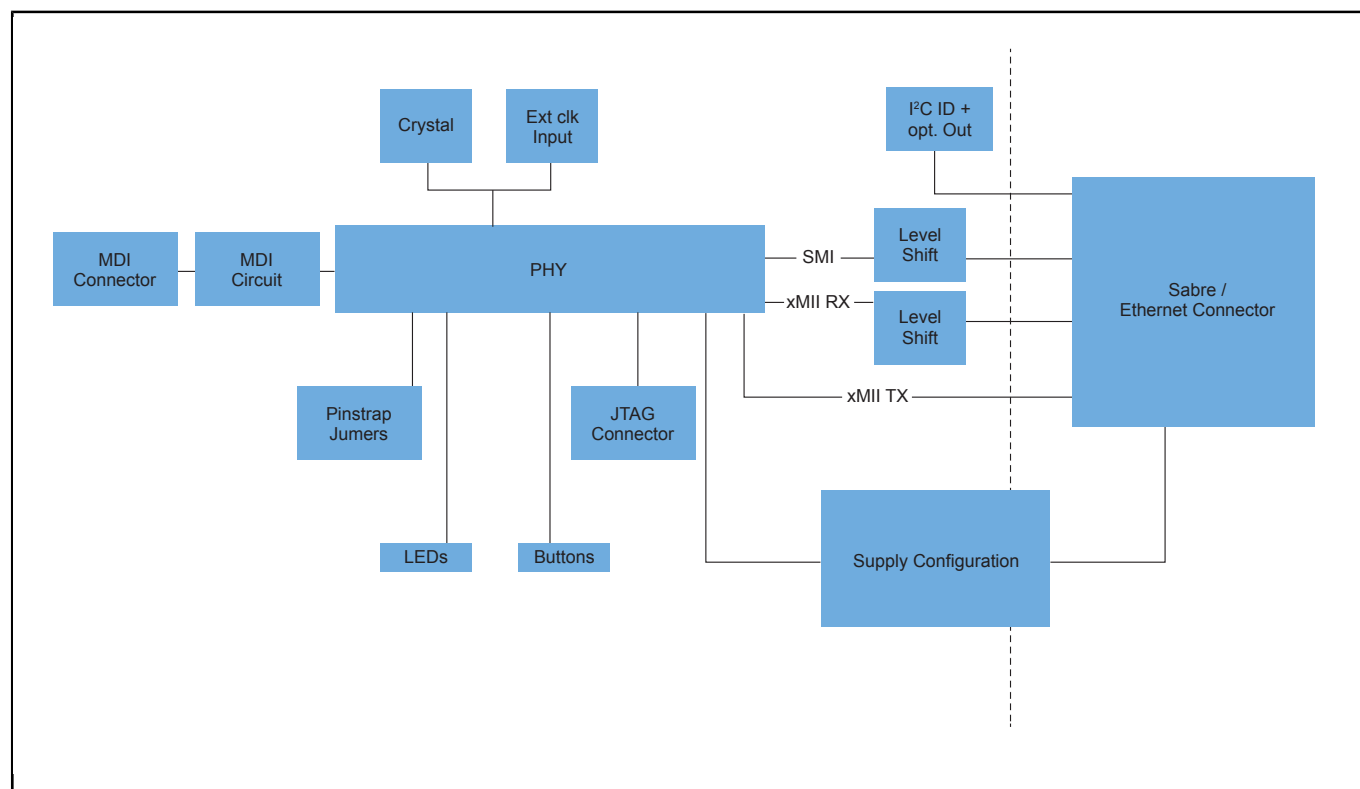 Crystal
Ext clk
Input
I²C ID +
opt. Out
MDI
Connector
MDI
Circuit
PHY
SMI
Level
Shift
xMII RX
Level
Shift
Sabre /
Ethernet Connector
xMII TX
Pinstrap
Jumers
JTAG
Connector
LEDs
Buttons
Supply Configuration